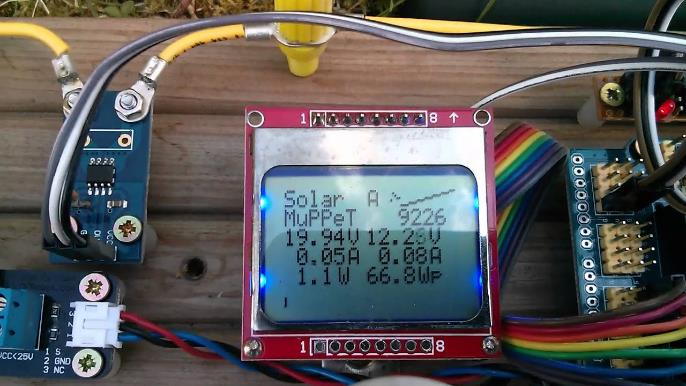 1 8 ↑
Solar A
MuPPeT 9226
19.94V 12.26V
0.05A 0.08A
1.1W 66.8Wp
1 8
VCC<25V
1 S
2 GND
3 NC